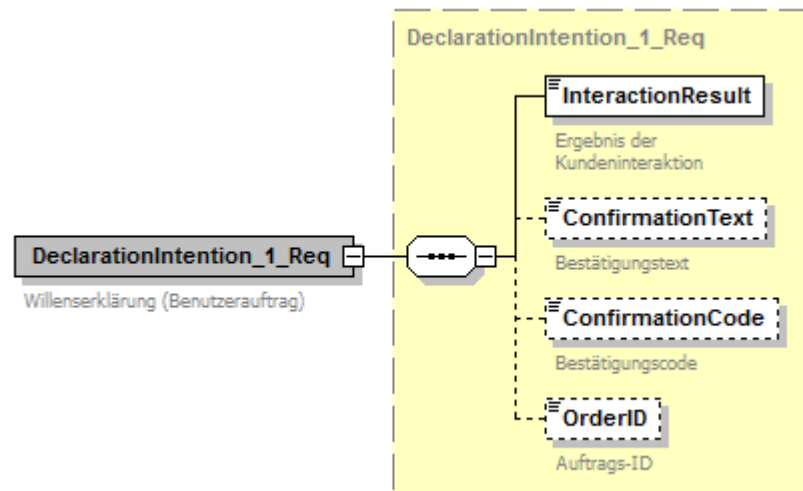 DeclarationIntention_1_Req
InteractionResult
Ergebnis der
Kundeninteraktion
ConfirmationText
Bestätigungstext
DeclarationIntention_1_Req
Willenserklärung (Benutzerauftrag)
ConfirmationCode
Bestätigungscode
OrderID
Auftrags-ID